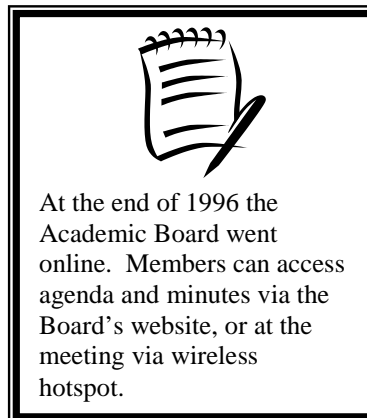 At the end of 1996 the
Academic Board went
online.  Members can access
agenda and minutes via the
Board’s website, or at the
meeting via wireless
hotspot.